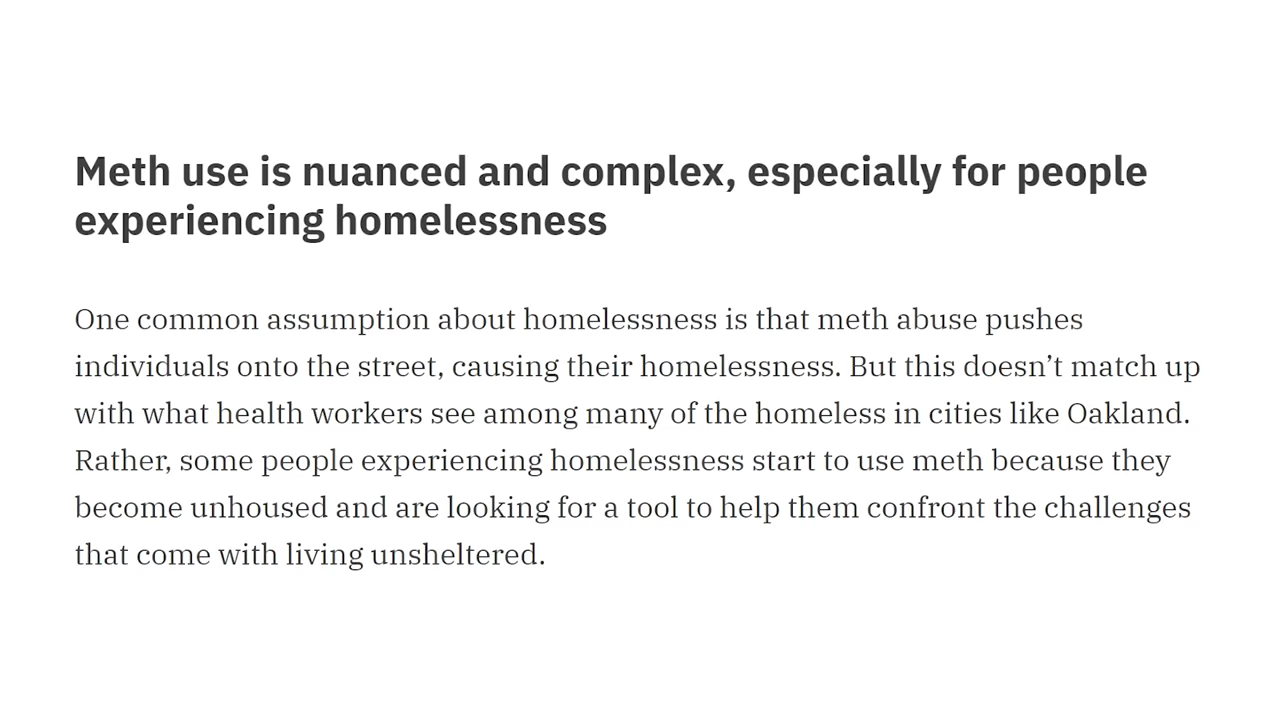 Meth use is nuanced and complex, especially for people
experiencing homelessness
One common assumption about homelessness is that meth abuse pushes
individuals onto the street, causing their homelessness. But this doesn’t match up
with what health workers see among many of the homeless in cities like Oakland.
Rather, some people experiencing homelessness start to use meth because they
become unhoused and are looking for a tool to help them confront the challenges
that come with living unsheltered.